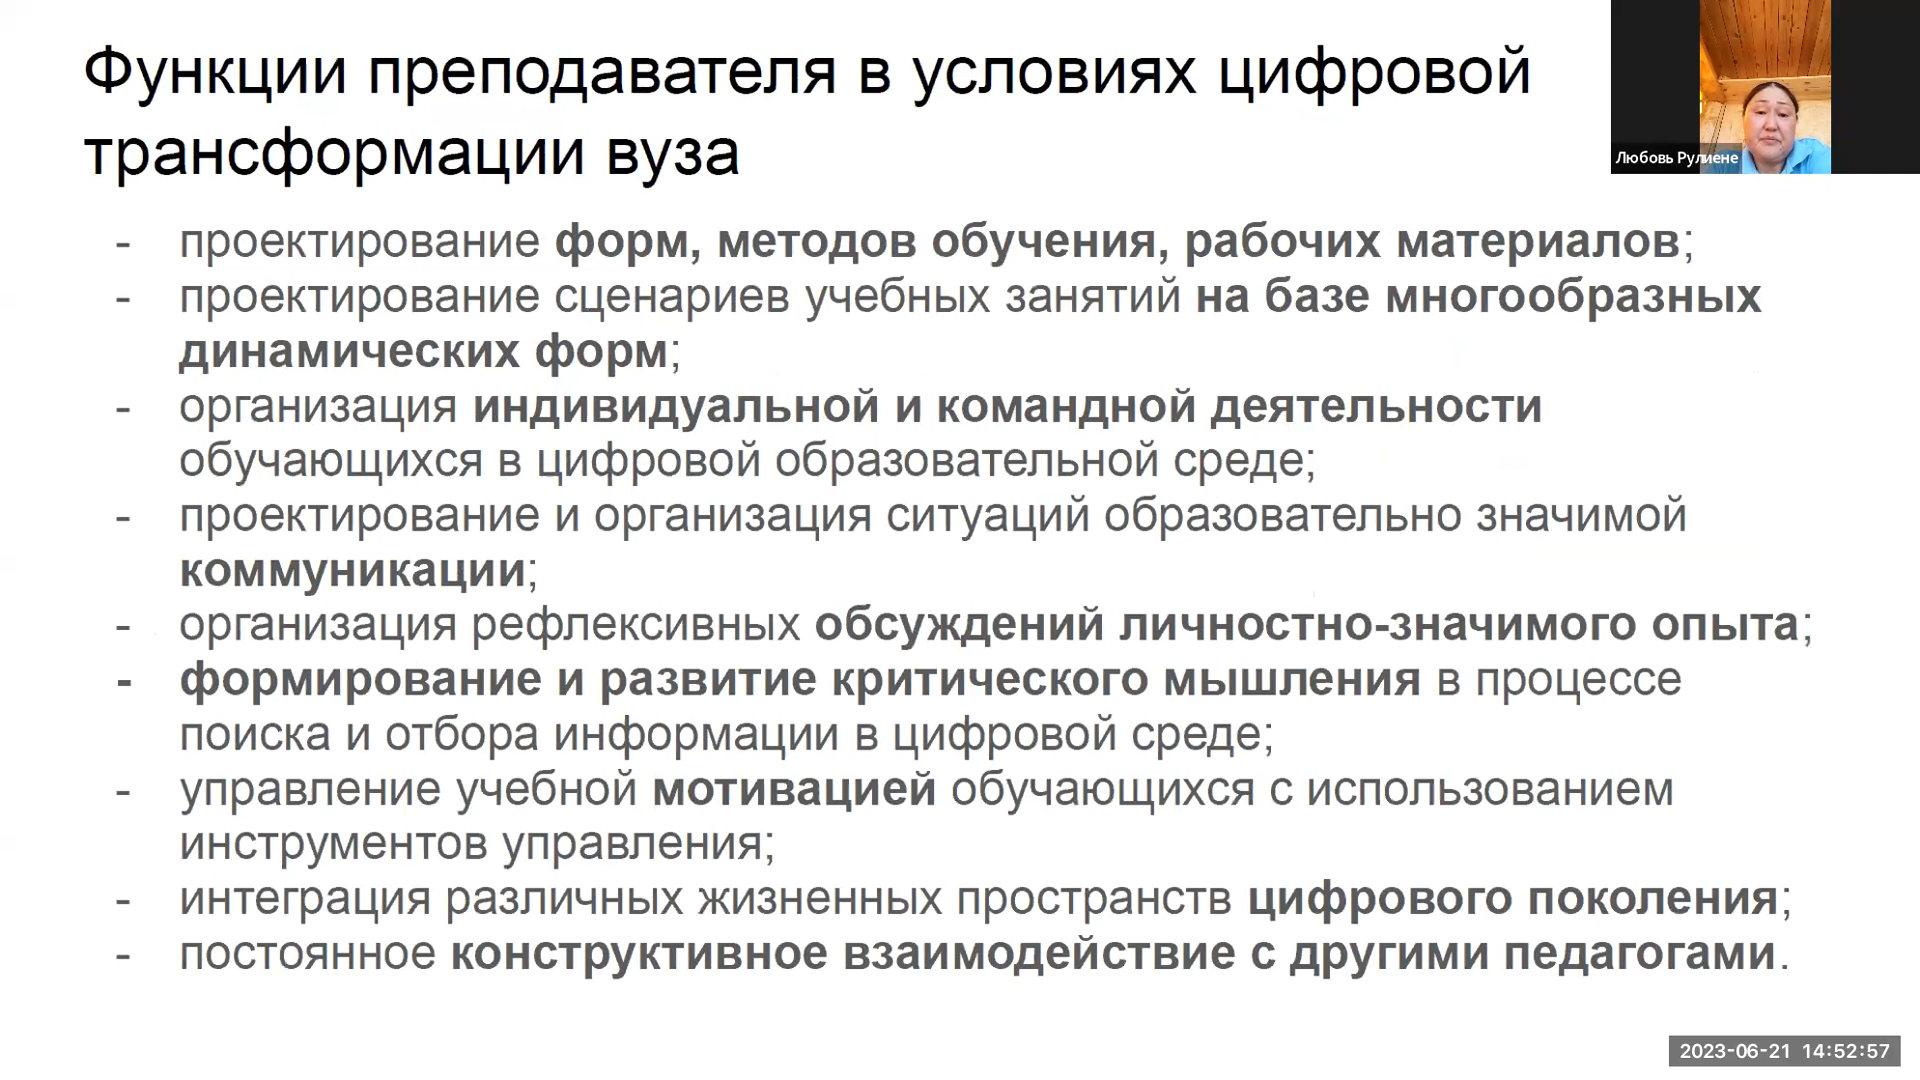 Функции преподавателя в условиях цифровой
трансформации вуза
Любовь Рулиене
- проектирование форм, методов обучения, рабочих материалов;
- проектирование сценариев учебных занятий на базе многообразных
динамических форм;
- организация индивидуальной и командной деятельности
обучающихся в цифровой образовательной среде;
- проектирование и организация ситуаций образовательно значимой
коммуникации;
- организация рефлексивных обсуждений личностно-значимого опыта;
- формирование и развитие критического мышления в процессе
поиска и отбора информации в цифровой среде;
- управление учебной мотивацией обучающихся с использованием
инструментов управления;
- интеграция различных жизненных пространств цифрового поколения;
- постоянное конструктивное взаимодействие с другими педагогами.
2023-06-21 14:52:57